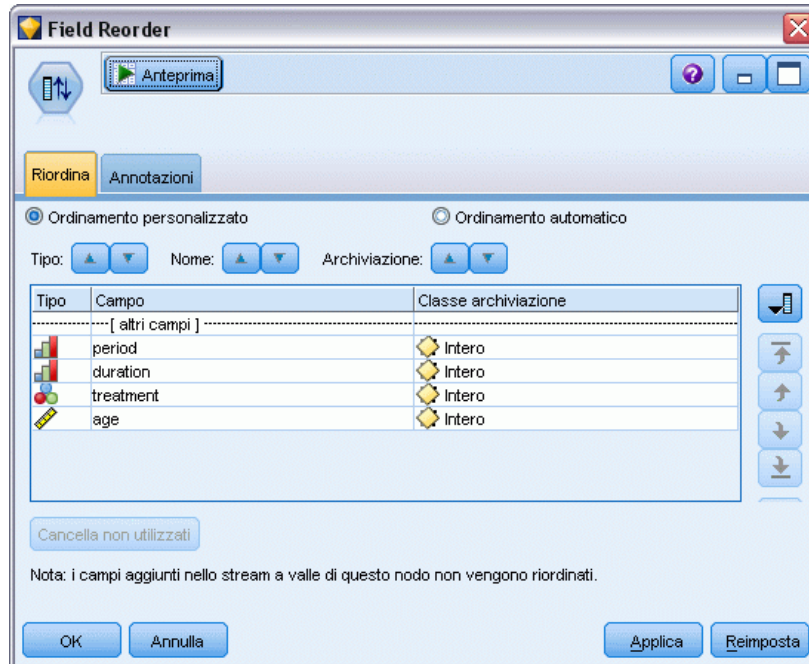 Field Reorder
Anteprima
Riordina Annotazioni
Ordinamento personalizzato Ordinamento automatico
Tipo: Nome: Archiviazione:
Tipo Campo Classe archiviazione
[ altri campi ]
period Intero
duration Intero
treatment Intero
age Intero
Cancella non utilizzati
Nota: i campi aggiunti nello stream a valle di questo nodo non vengono riordinati.
OK Annulla Applica Reimposta